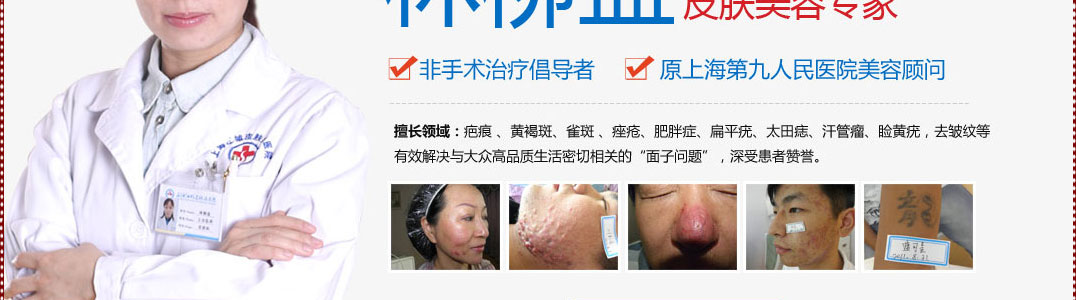 皮肤美容专家
非手术治疗倡导者 原上海第九人民医院美容顾问
擅长领域：疤痕 、黄褐斑、雀斑 、痤疮、肥胖症、扁平疣、太田痣、汗管瘤、睑黄疣，去皱纹等
有效解决与大众高品质生活密切相关的“面子问题”，深受患者赞誉。